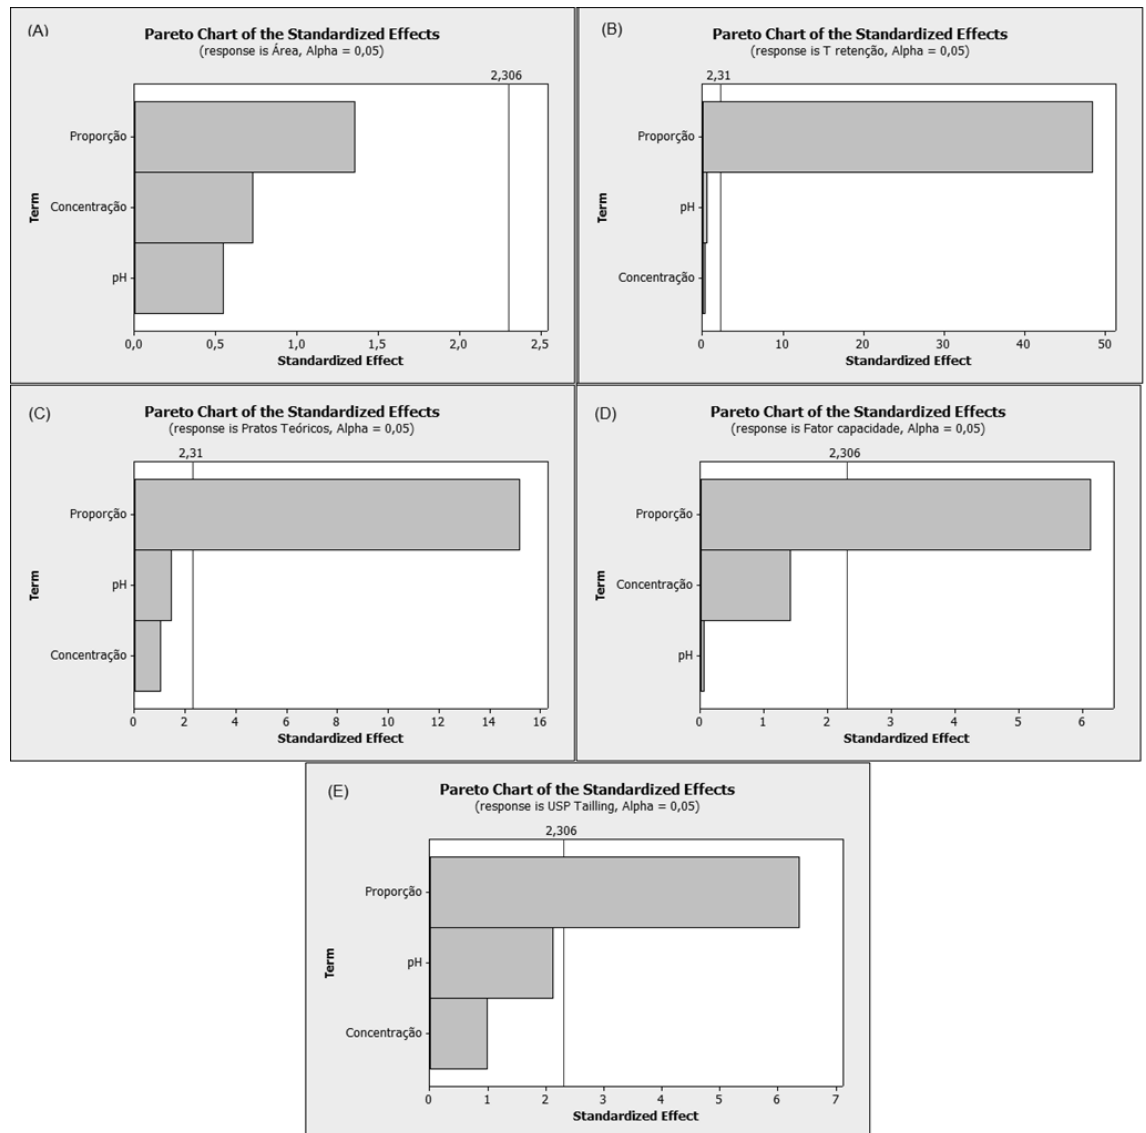 (A)
Pareto Chart of the Standardized Effects
(response is Área, Alpha = 0,05)
2,306
Term
Proporção
Concentração
pH
0,0 0,5 1,0 1,5 2,0 2,5
Standardized Effect
(B)
Pareto Chart of the Standardized Effects
(response is T retenção, Alpha = 0,05)
2,31
Term
Proporção
pH
Concentração
0 10 20 30 40 50
Standardized Effect
(C)
Pareto Chart of the Standardized Effects
(response is Pratos Teóricos, Alpha = 0,05)
2,31
Term
Proporção
pH
Concentração
0 2 4 6 8 10 12 14 16
Standardized Effect
(D)
Pareto Chart of the Standardized Effects
(response is Fator capacidade, Alpha = 0,05)
2,306
Term
Proporção
Concentração
pH
0 1 2 3 4 5 6
Standardized Effect
(E)
Pareto Chart of the Standardized Effects
(response is USP Tailling, Alpha = 0,05)
2,306
Term
Proporção
pH
Concentração
0 1 2 3 4 5 6 7
Standardized Effect